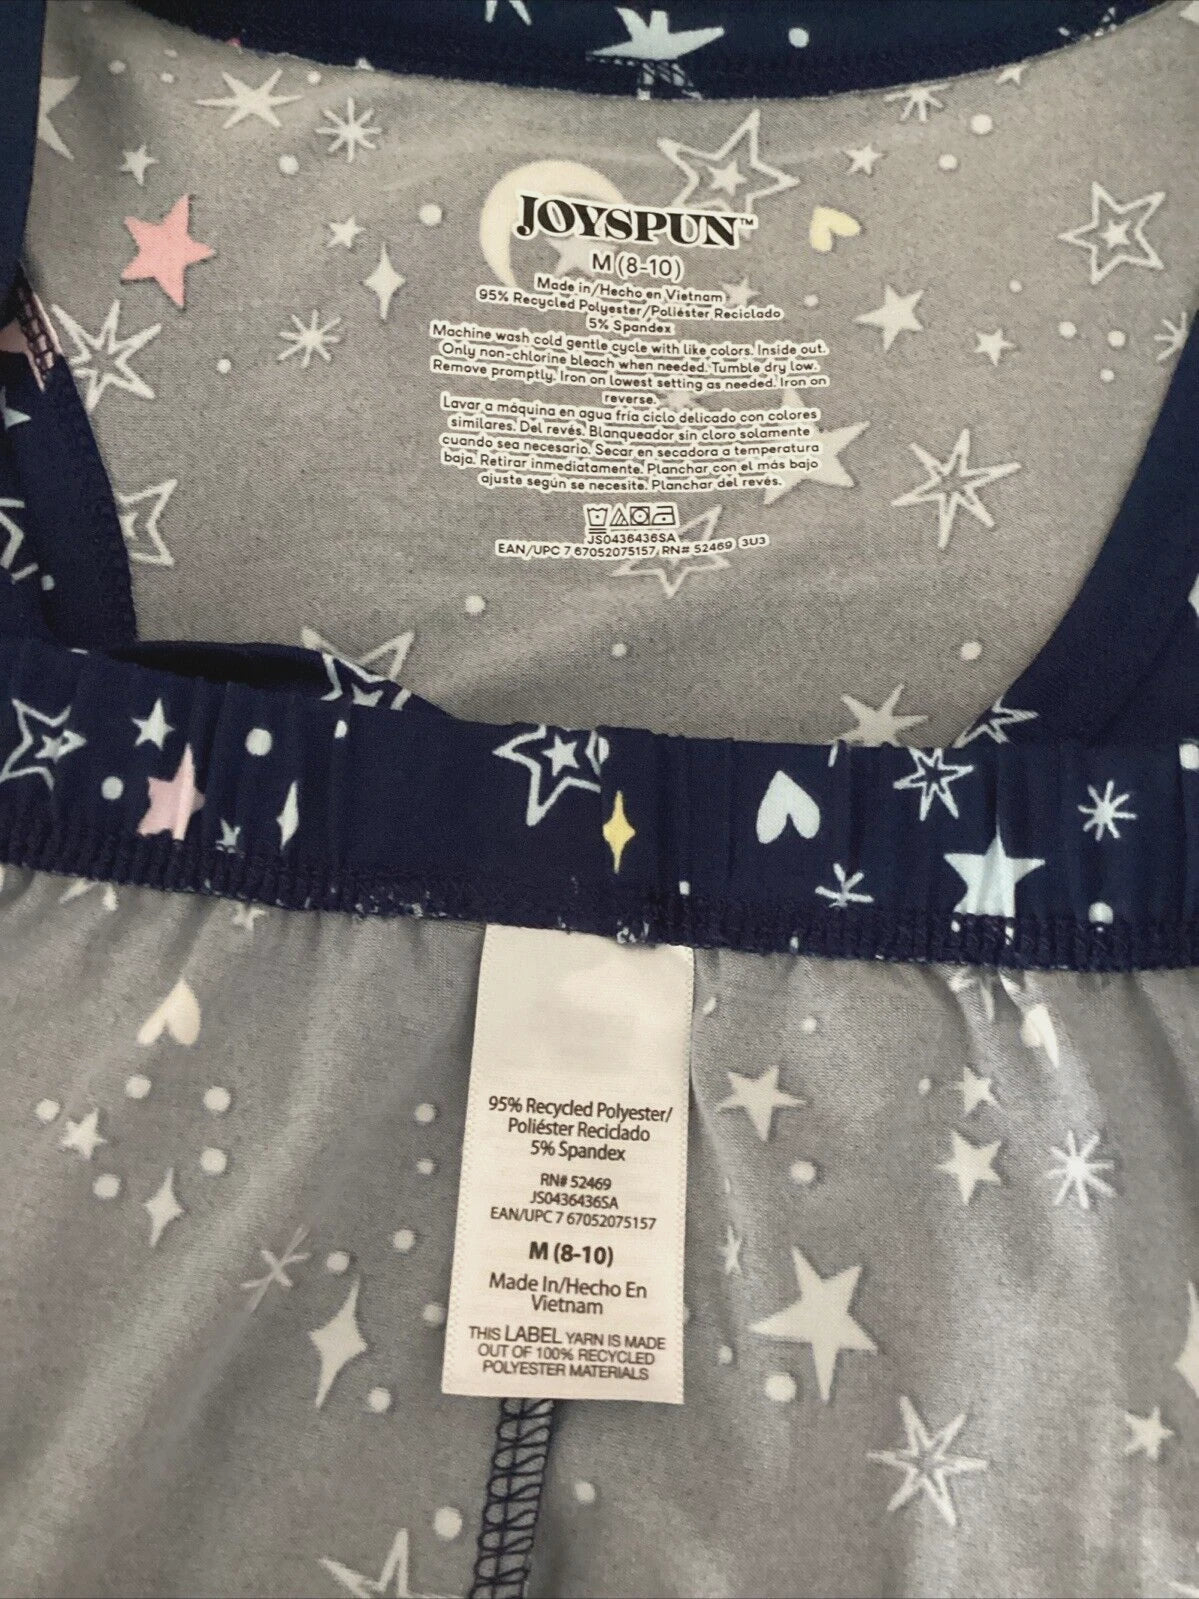 JOYSPUN™
M (8-10)
Made in/Hecho en Vietnam
95% Recycled Polyester/Poliéster Reciclado
5% Spandex
Machine wash cold gentle cycle with like colors. Inside out.
Only non-chlorine bleach when needed. Tumble dry low.
Remove promptly. Iron on lowest setting as needed. Iron on
reverse.
Lavar a máquina en agua fría ciclo delicado con colores
similares. Del revés. Blanqueador sin cloro solamente
cuando sea necesario. Secar en secadora a temperatura
baja. Retirar inmediatamente. Planchar con el más bajo
ajuste según se necesite. Planchar del revés.
JS0436436SA
EAN/UPC 7 67052075157 RN# 52469 3U3
95% Recycled Polyester/
Poliéster Reciclado
5% Spandex
RN# 52469
JS0436436SA
EAN/UPC 7 67052075157
M (8-10)
Made In/Hecho En
Vietnam
THIS LABEL YARN IS MADE
OUT OF 100% RECYCLED
POLYESTER MATERIALS